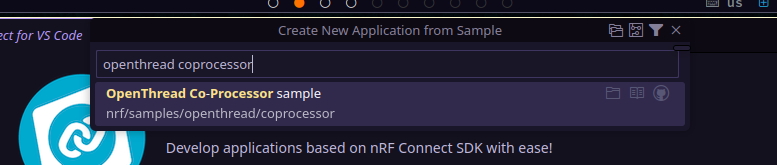 us
ect for VS Code
Create New Application from Sample
openthread coprocessor
OpenThread Co-Processor sample
nrf/samples/openthread/coprocessor
Develop applications based on nRF Connect SDK with ease!